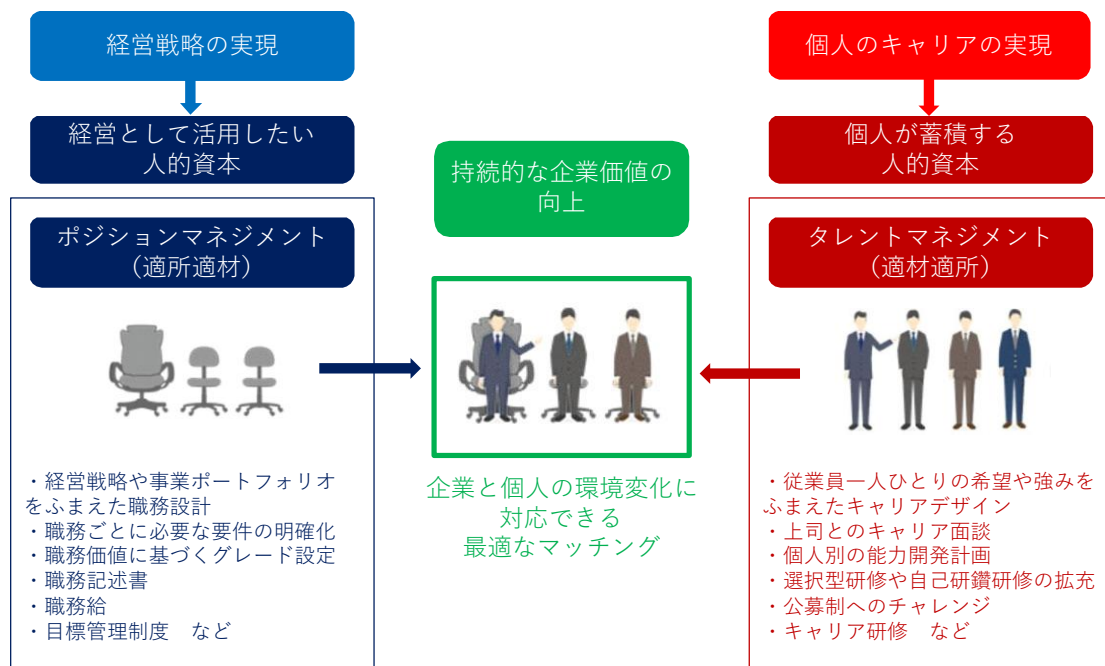 経営戦略の実現
経営として活用したい
人的資本
ポジションマネジメント
(適所適材)
・経営戦略や事業ポートフォリオ
をふまえた職務設計
・職務ごとに必要な要件の明確化
・職務価値に基づくグレード設定
・職務記述書
・職務給
・目標管理制度　など
持続的な企業価値の
向上
企業と個人の環境変化に
対応できる
最適なマッチング
個人のキャリアの実現
個人が蓄積する
人的資本
タレントマネジメント
(適材適所)
・従業員一人ひとりの希望や強みを
ふまえたキャリアデザイン
・上司とのキャリア面談
・個人別の能力開発計画
・選択型研修や自己研鑽研修の拡充
・公募制へのチャレンジ
・キャリア研修　など